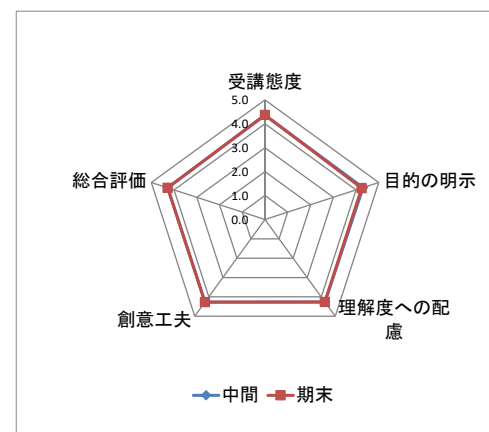 受講態度
5.0
4.0
3.0
2.0
1.0
0.0
目的の明示
理解度への配
慮
創意工夫
総合評価
中間 期末